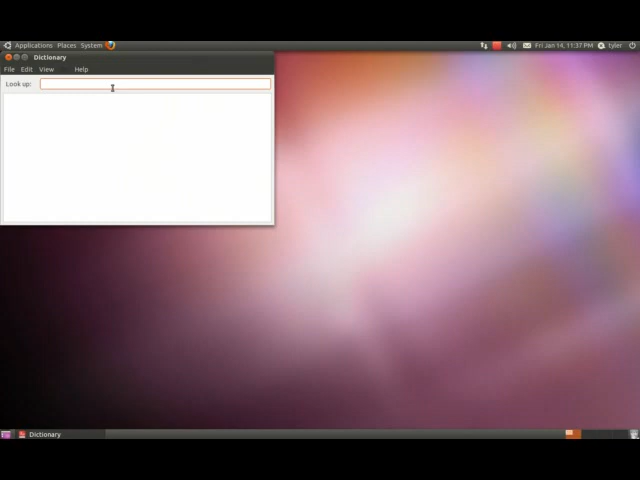 Applications Places System
Fri Jan 14, 11:37 PM tyler
Dictionary
File Edit View Help
Look up:
Dictionary